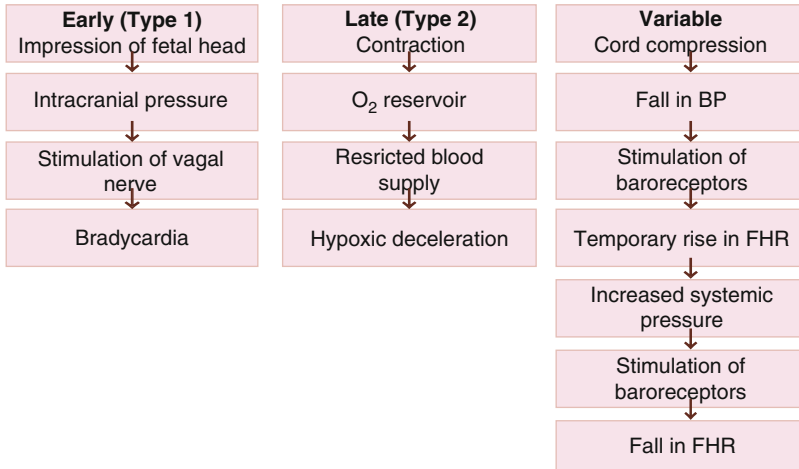 Early (Type 1)
Impression of fetal head
Intracranial pressure
Stimulation of vagal
nerve
Bradycardia
Late (Type 2)
Contraction
O2 reservoir
Resricted blood
supply
Hypoxic deceleration
Variable
Cord compression
Fall in BP
Stimulation of
baroreceptors
Temporary rise in FHR
Increased systemic
pressure
Stimulation of
baroreceptors
Fall in FHR